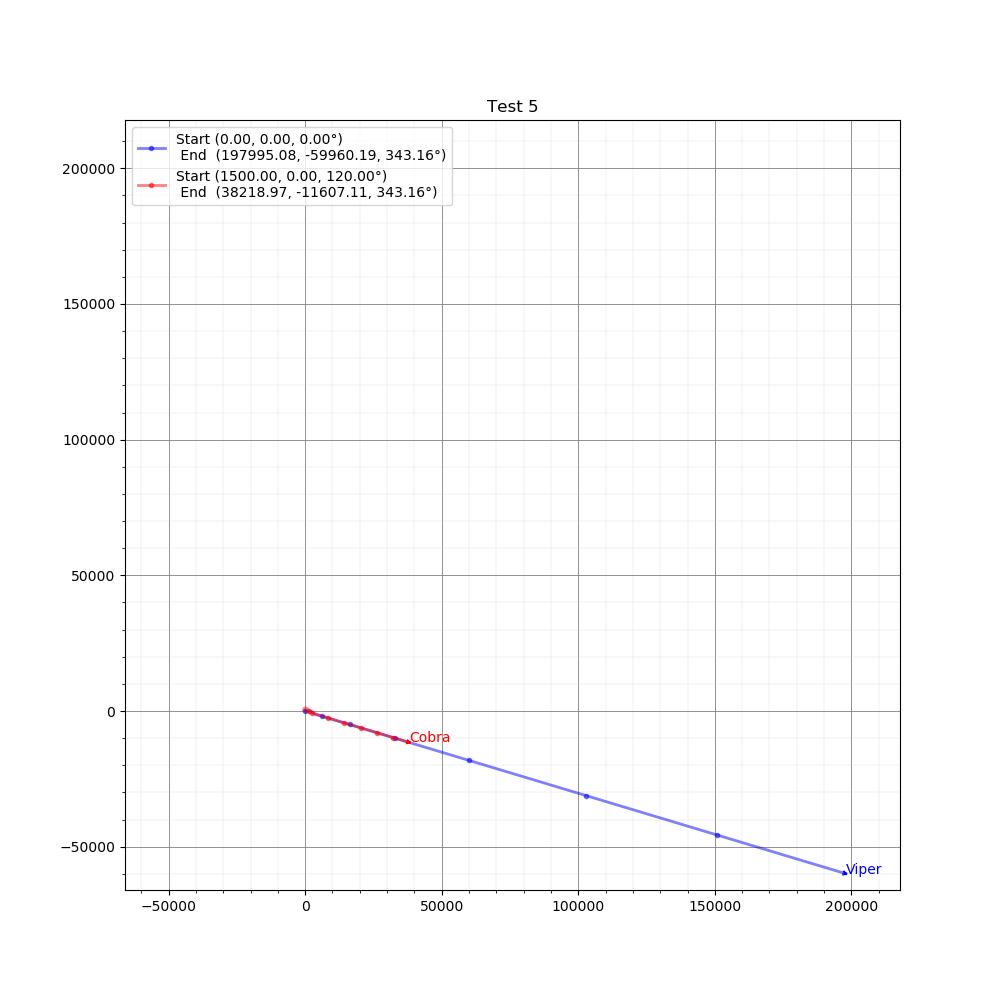 Test 5
Start (0.00, 0.00, 0.00°)
End (197995.08, -59960.19, 343.16°)
Start (1500.00, 0.00, 120.00°)
End (38218.97, -11607.11, 343.16°)
200000
150000
100000
50000
0
−50000
Cobra
Viper
−50000 0 50000 100000 150000 200000